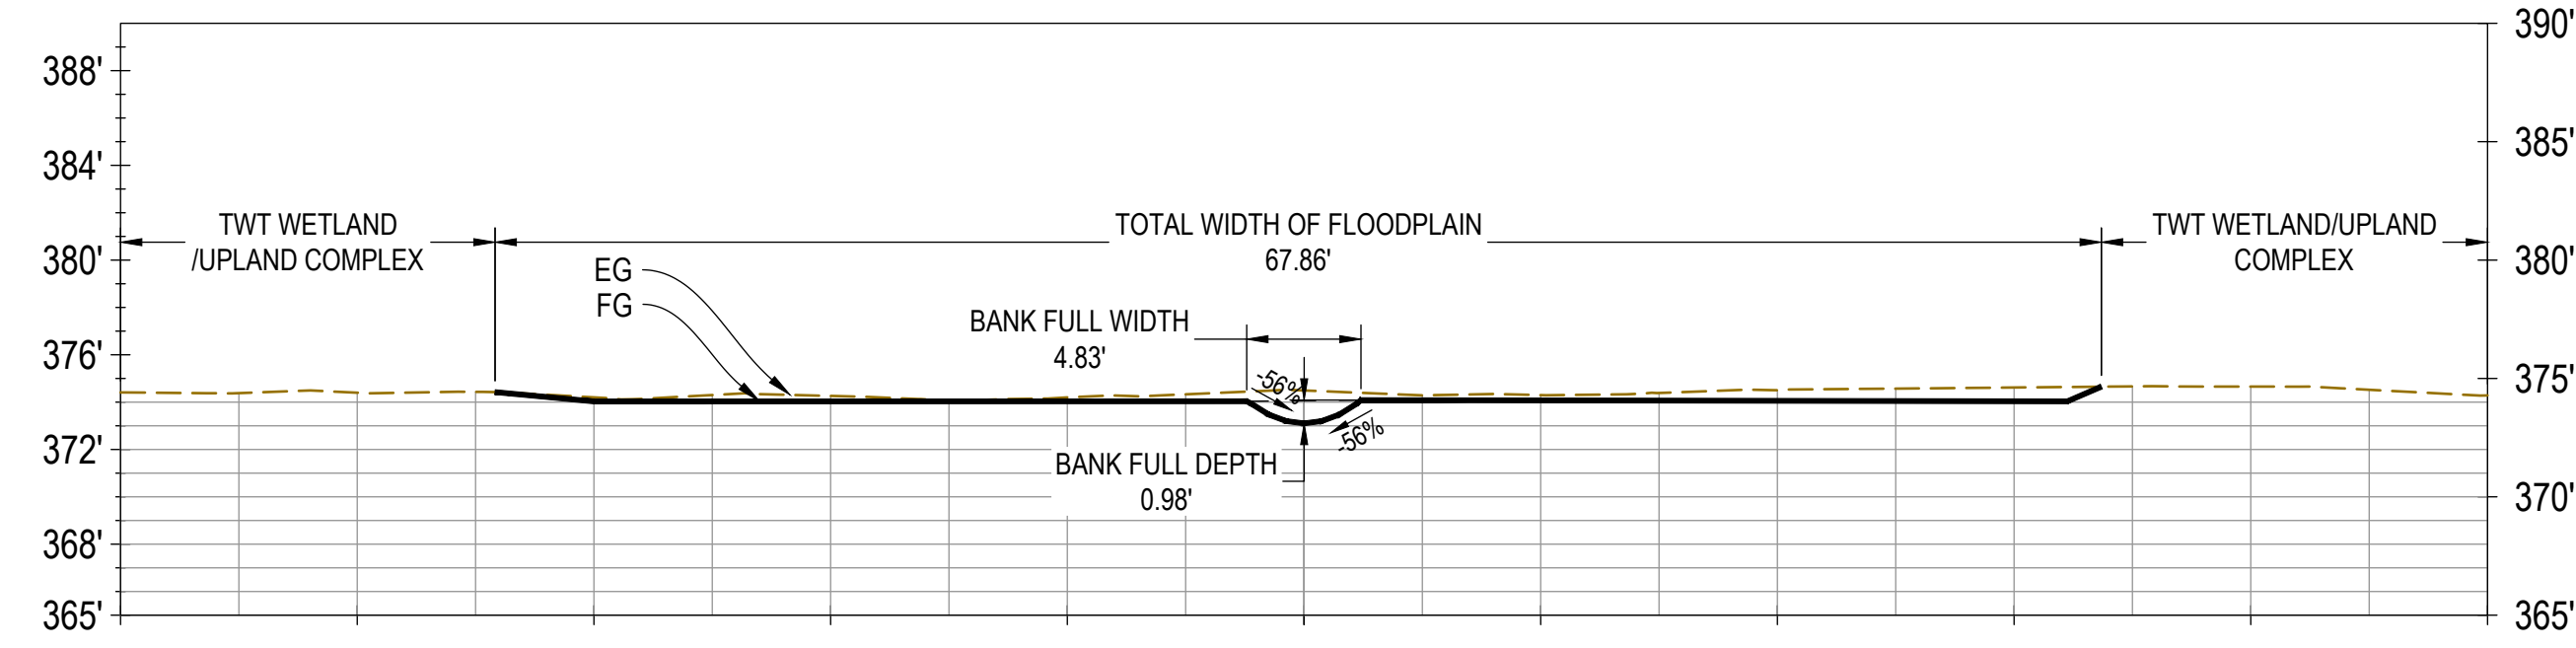 390'
388'
385'
384'
TWT WETLAND
/UPLAND COMPLEX
TOTAL WIDTH OF FLOODPLAIN
67.86'
TWT WETLAND/UPLAND
COMPLEX
380'
380'
EG
FG
BANK FULL WIDTH
4.83'
376'
375'
-56%
-56%
372'
BANK FULL DEPTH
0.98'
370'
368'
365'
365'